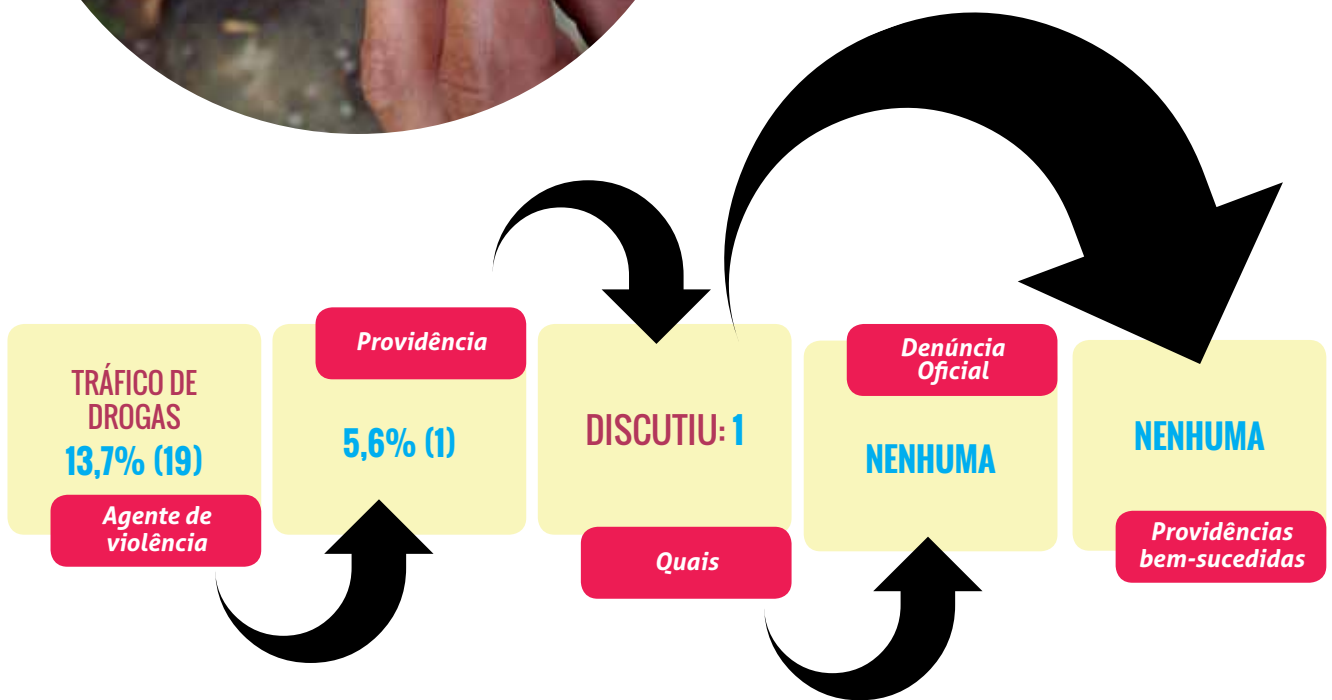 TRÁFICO DE
DROGAS
13,7% (19)
Agente de
violência
Providência
5,6% (1)
DISCUTIU: 1
Quais
Denúncia
Oficial
NENHUMA
NENHUMA
Providências
bem-sucedidas